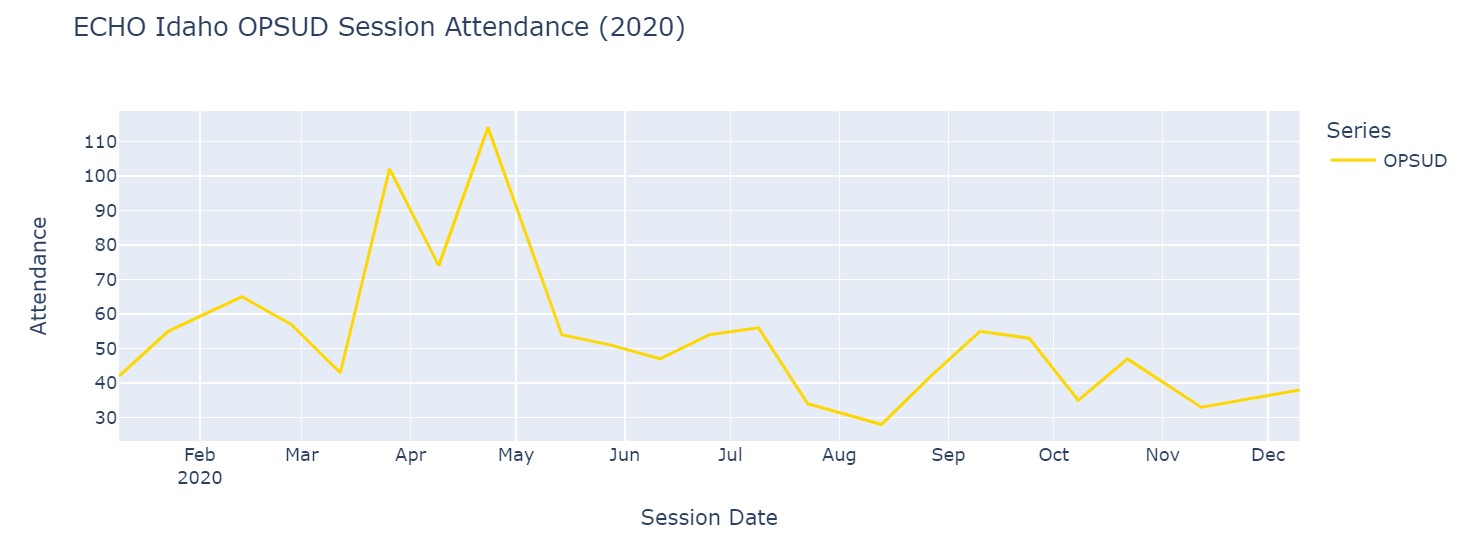 ECHO Idaho OPSUD Session Attendance (2020)
Series
OPSUD
Attendance
110
100
90
80
70
60
50
40
30
Feb Mar Apr May Jun Jul Aug Sep Oct Nov Dec
2020
Session Date